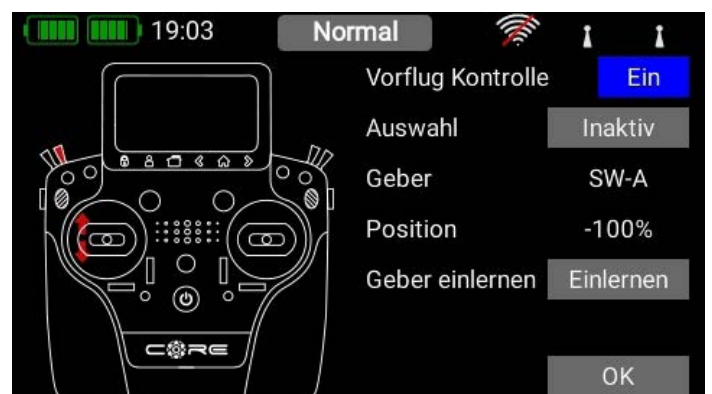 19:03 Normal
Vorflug Kontrolle Ein
Auswahl Inaktiv
Geber SW-A
Position -100%
Geber einlernen Einlernen
CORE
OK